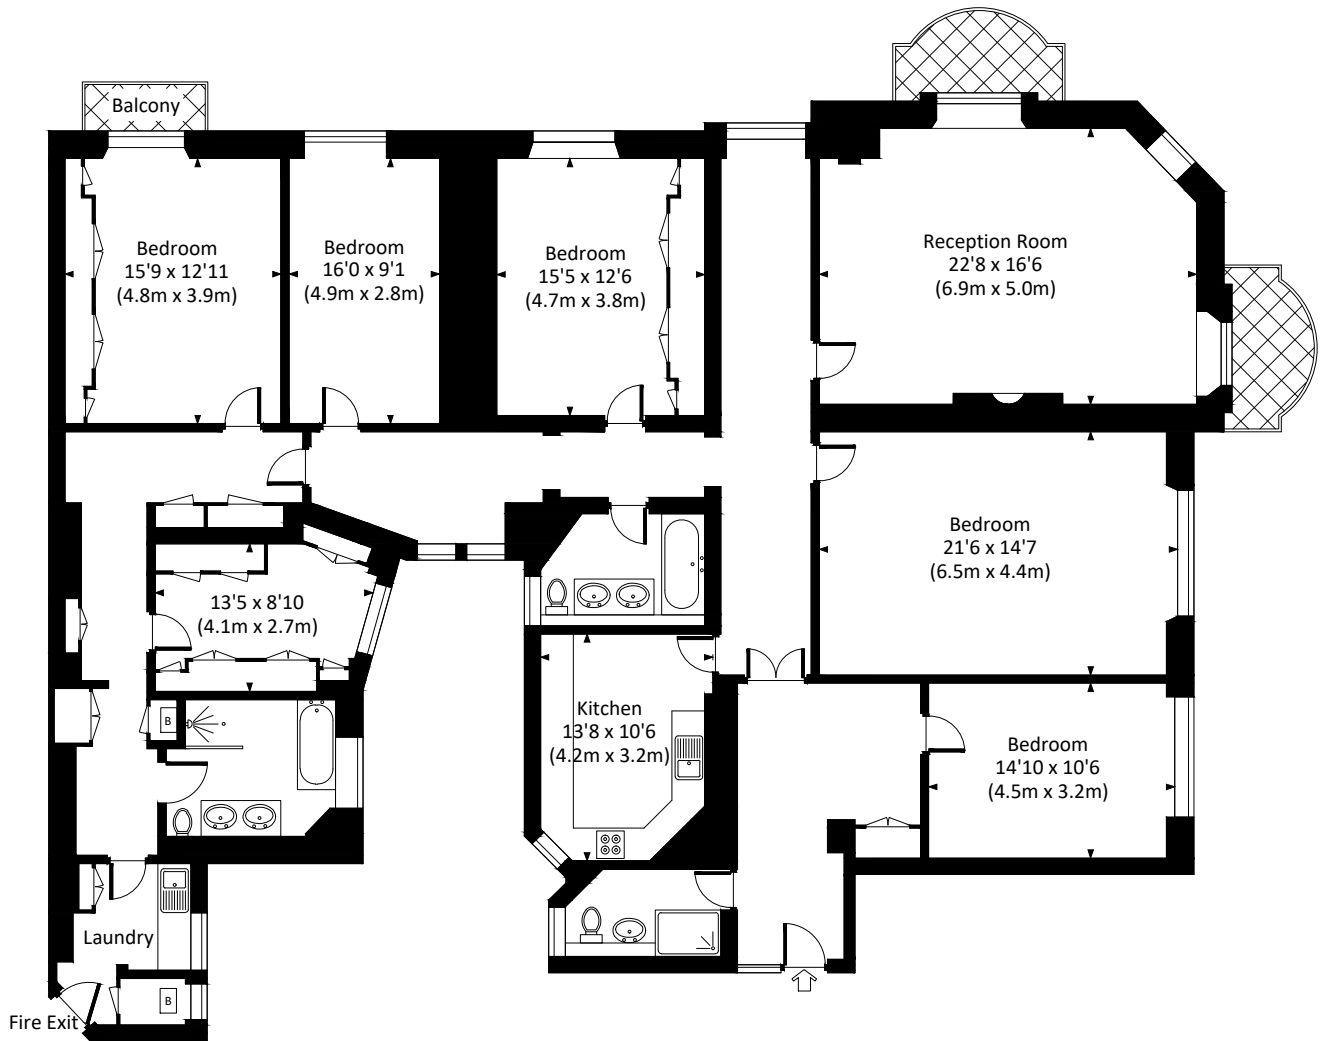 Balcony
Bedroom
15'9 x 12'11
(4.8m x 3.9m)
Bedroom
16'0 x 9'1
(4.9m x 2.8m)
Bedroom
15'5 x 12'6
(4.7m x 3.8m)
Reception Room
22'8 x 16'6
(6.9m x 5.0m)
Bedroom
21'6 x 14'7
(6.5m x 4.4m)
13'5 x 8'10
(4.1m x 2.7m)
B
Kitchen
13'8 x 10'6
(4.2m x 3.2m)
Bedroom
14'10 x 10'6
(4.5m x 3.2m)
Laundry
B
Fire Exit